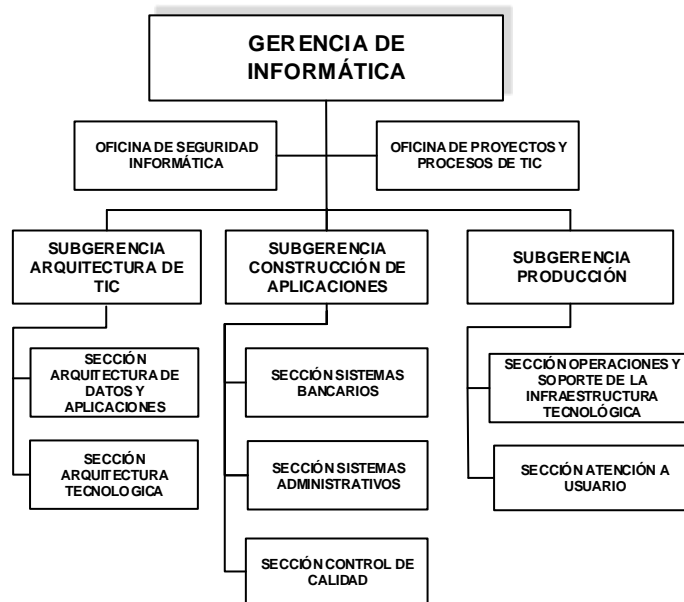 GERENCIA DE
INFORMÁTICA
OFICINA DE SEGURIDAD
INFORMÁTICA
OFICINA DE PROYECTOS Y
PROCESOS DE TIC
SUBGERENCIA
ARQUITECTURA DE
TIC
SUBGERENCIA
CONSTRUCCIÓN DE
APLICACIONES
SUBGERENCIA
PRODUCCIÓN
SECCIÓN
ARQUITECTURA DE
DATOS Y
APLICACIONES
SECCIÓN SISTEMAS
BANCARIOS
SECCIÓN OPERACIONES Y
SOPORTE DE LA
INFRAESTRUCTURA
TECNOLÓGICA
SECCIÓN
ARQUITECTURA
TECNOLOGICA
SECCIÓN SISTEMAS
ADMINISTRATIVOS
SECCIÓN ATENCIÓN A
USUARIO
SECCIÓN CONTROL DE
CALIDAD